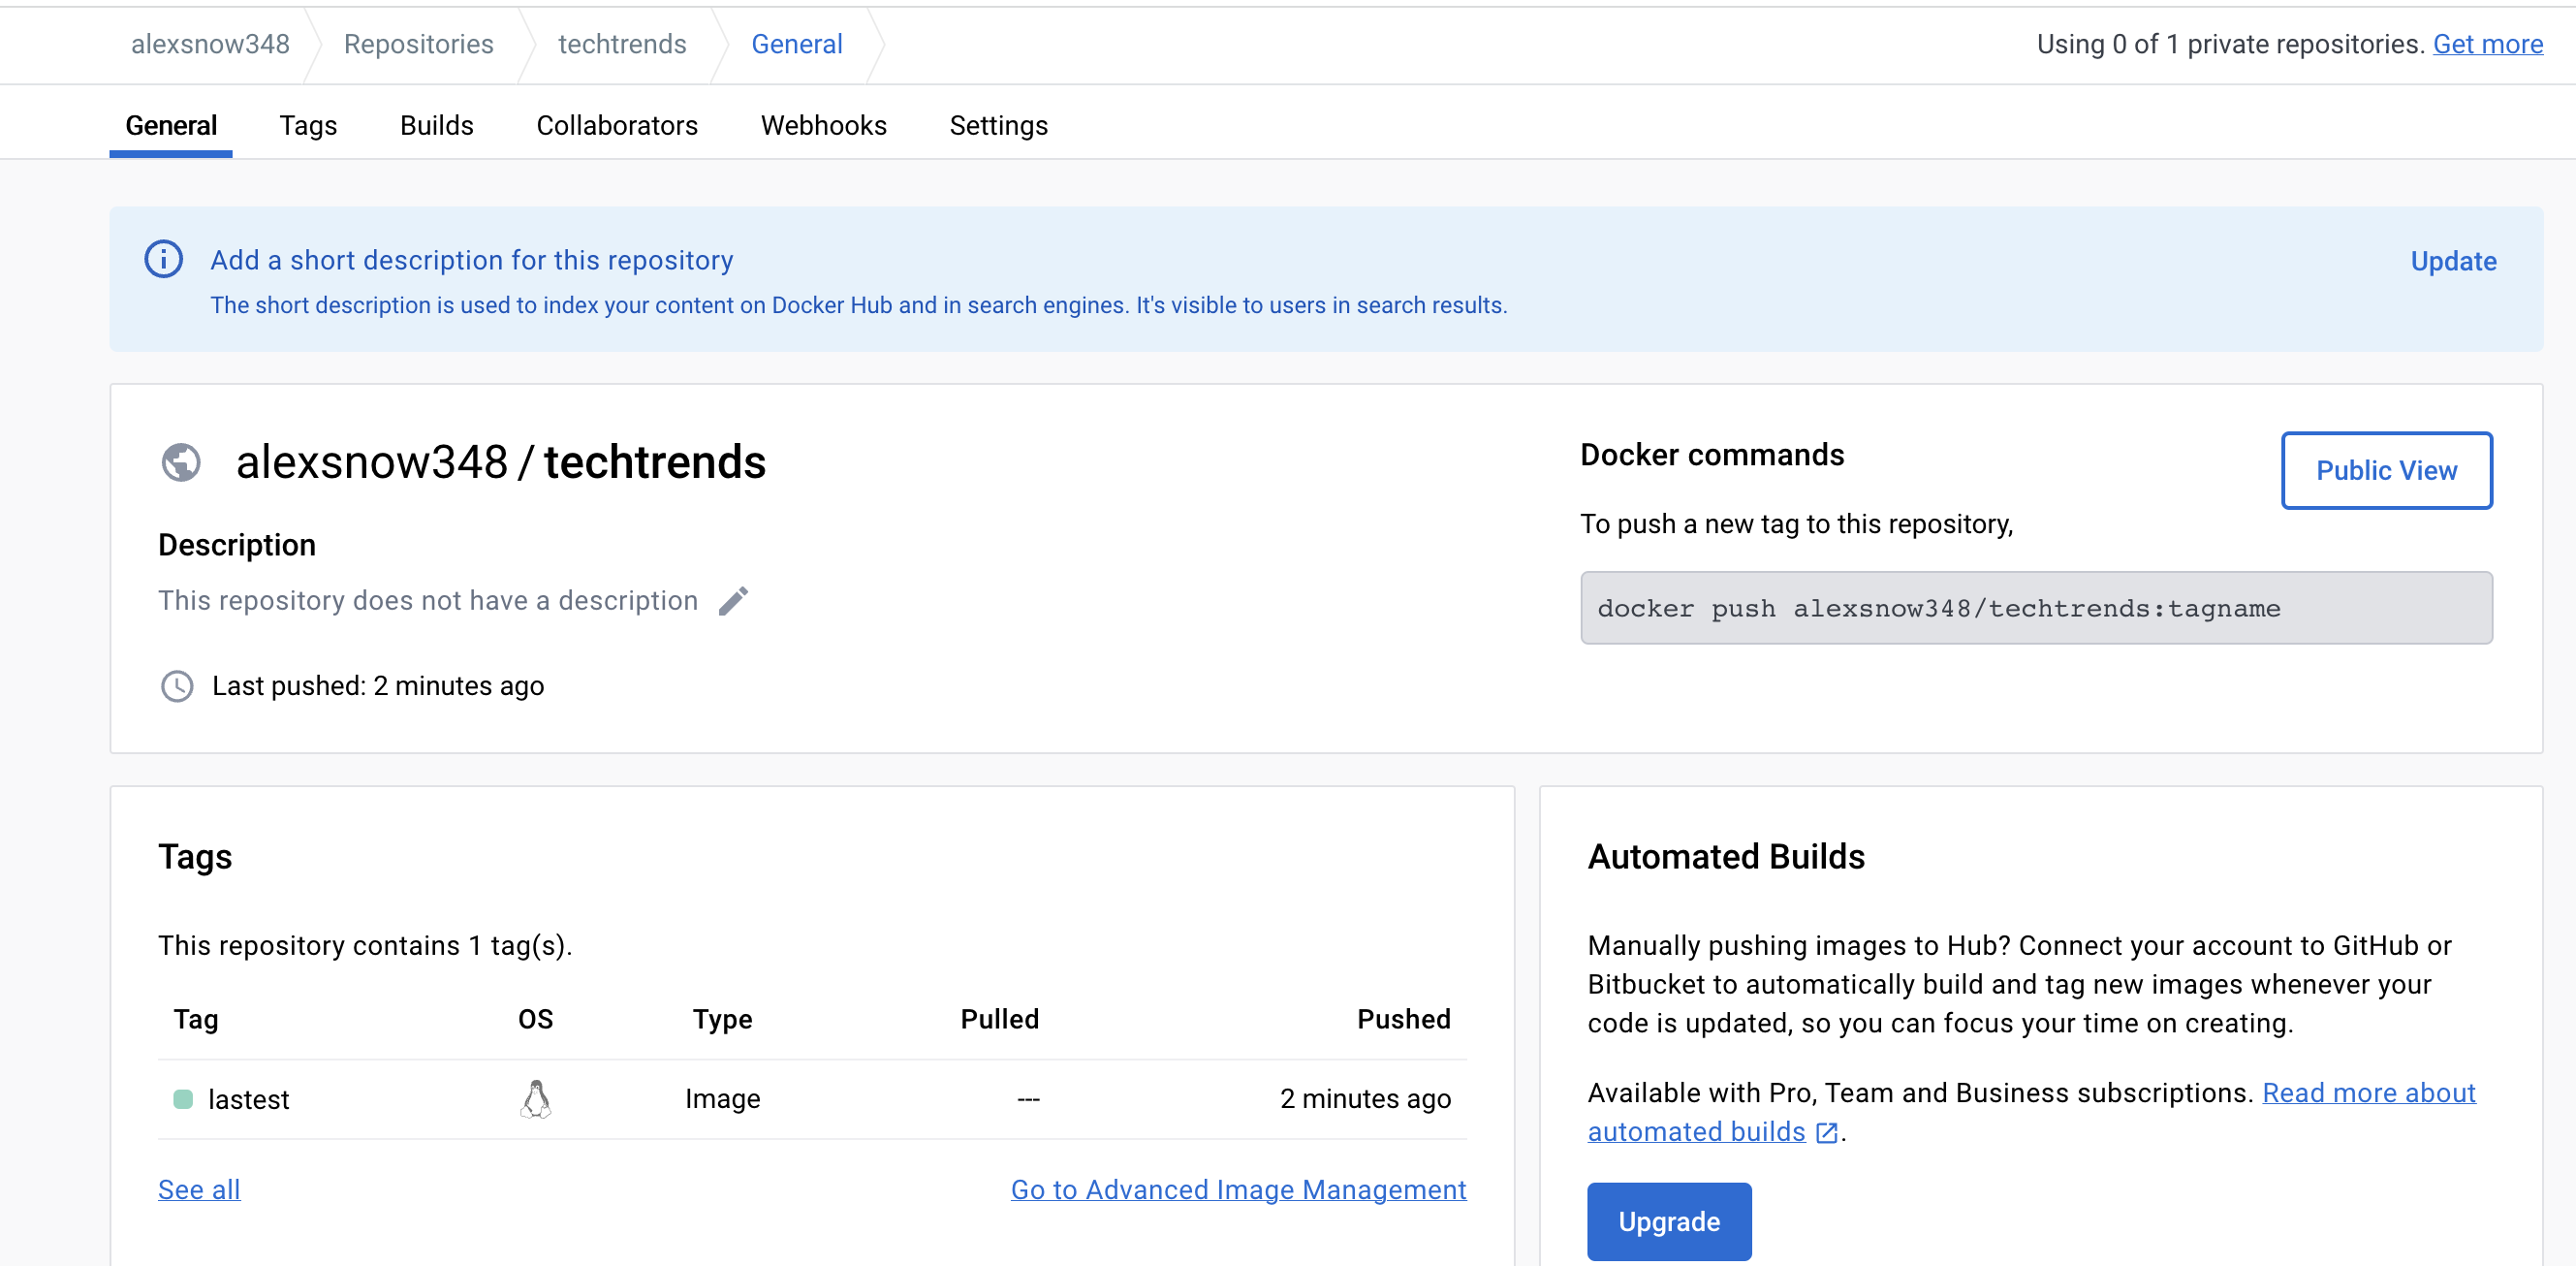 alexsnow348 Repositories techtrends General Using 0 of 1 private repositories. Get more
General Tags Builds Collaborators Webhooks Settings
Add a short description for this repository
Update
The short description is used to index your content on Docker Hub and in search engines. It's visible to users in search results.
alexsnow348 / techtrends
Description
This repository does not have a description
Last pushed: 2 minutes ago
Docker commands
Public View
To push a new tag to this repository,
docker push alexsnow348/techtrends:tagname
Tags
This repository contains 1 tag(s).
Tag OS Type Pulled Pushed
lastest Image --- 2 minutes ago
See all Go to Advanced Image Management
Automated Builds
Manually pushing images to Hub? Connect your account to GitHub or
Bitbucket to automatically build and tag new images whenever your
code is updated, so you can focus your time on creating.
Available with Pro, Team and Business subscriptions. Read more about
automated builds .
Upgrade